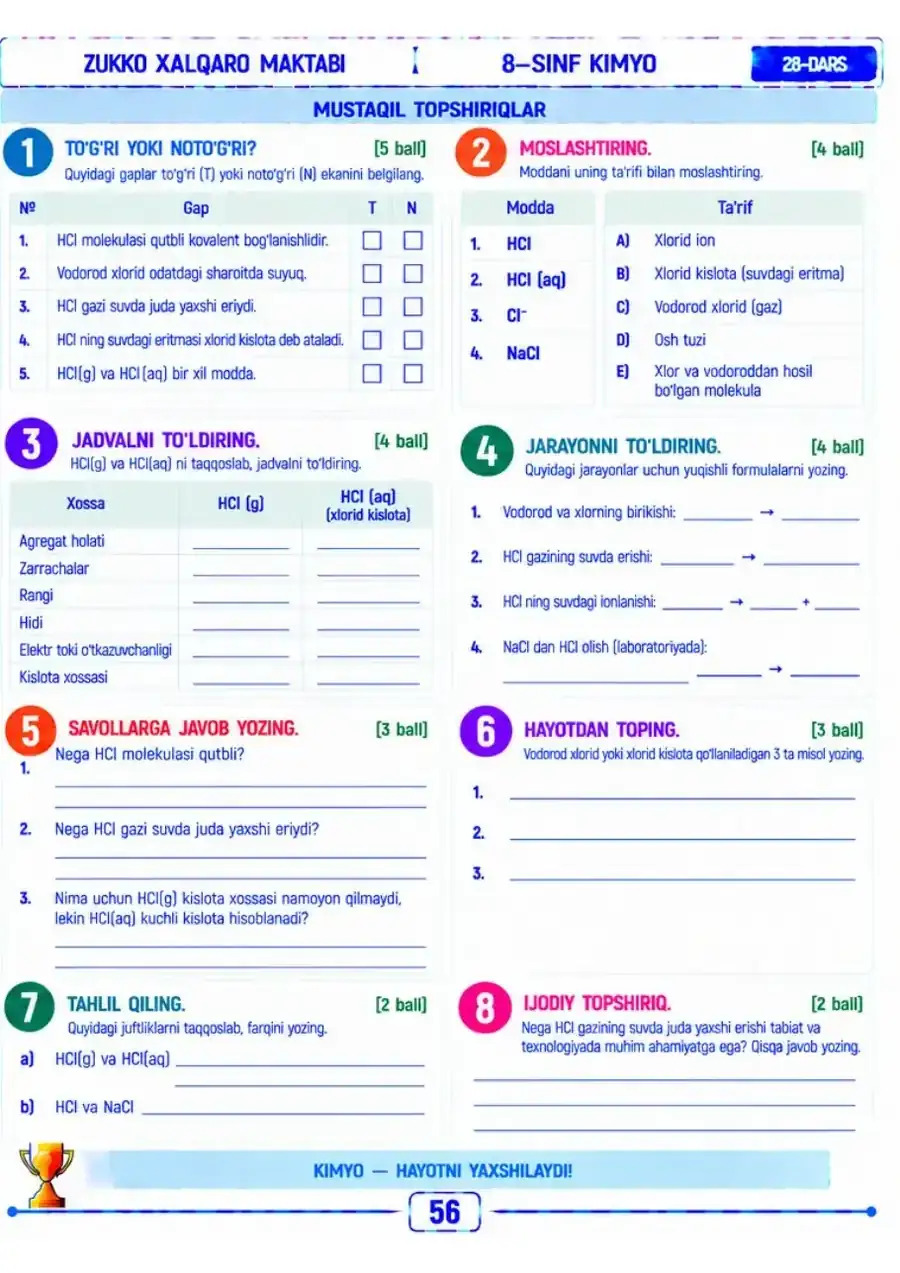 ZUKKO XALQARO MAKTABI
8–SINF KIMYO
28-DARS
MUSTAQIL TOPSHIRIQLAR
1 TO'G'RI YOKI NOTO'G'RI? [5 ball]
Quyidagi gaplar to'g'ri (T) yoki noto'g'ri (N) ekanini belgilang.
№ Gap T N
1. HCl molekulasi qutbli kovalent bog'lanishlidir.
2. Vodorod xlorid odatdagi sharoitda suyuq.
3. HCl gazi suvda juda yaxshi eriydi.
4. HCl ning suvdagi eritmasi xlorid kislota deb ataladi.
5. HCl(g) va HCl(aq) bir xil modda.
2 MOSLASHTIRING. [4 ball]
Moddani uning ta'rifi bilan moslashtiring.
Modda
1. HCl
2. HCl (aq)
3. Cl⁻
4. NaCl
Ta'rif
A) Xlorid ion
B) Xlorid kislota (suvdagi eritma)
C) Vodorod xlorid (gaz)
D) Osh tuzi
E) Xlor va vodoroddan hosil
bo'lgan molekula
3 JADVALNI TO'LDIRING. [4 ball]
HCl(g) va HCl(aq) ni taqqoslab, jadvalni to'ldiring.
Xossa HCl (g) HCl (aq)
(xlorid kislota)
Agregat holati
Zarrachalar
Rangi
Hidi
Elektr toki o'tkazuvchanligi
Kislota xossasi
4 JARAYONNI TO'LDIRING. [4 ball]
Quyidagi jarayonlar uchun yuqishli formulalarni yozing.
1. Vodorod va xlorning birikishi: ________ → ________
2. HCl gazining suvda erishi: ________ → ________
3. HCl ning suvdagi ionlanishi: ________ → ______ + ______
4. NaCl dan HCl olish (laboratoriyada):
________ ________ → ________
5 SAVOLLARGA JAVOB YOZING. [3 ball]
1. Nega HCl molekulasi qutbli?
2. Nega HCl gazi suvda juda yaxshi eriydi?
3. Nima uchun HCl(g) kislota xossasi namoyon qilmaydi,
lekin HCl(aq) kuchli kislota hisoblanadi?
6 HAYOTDAN TOPING. [3 ball]
Vodorod xlorid yoki xlorid kislota qo'llaniladigan 3 ta misol yozing.
1.
2.
3.
7 TAHLIL QILING. [2 ball]
Quyidagi juftliklarni taqqoslab, farqini yozing.
a) HCl(g) va HCl(aq)
b) HCl va NaCl
8 IJODIY TOPSHIRIQ. [2 ball]
Nega HCl gazining suvda juda yaxshi erishi tabiat va
texnologiyada muhim ahamiyatga ega? Qisqa javob yozing.
KIMYO — HAYOTNI YAXSHILAYDI!
56